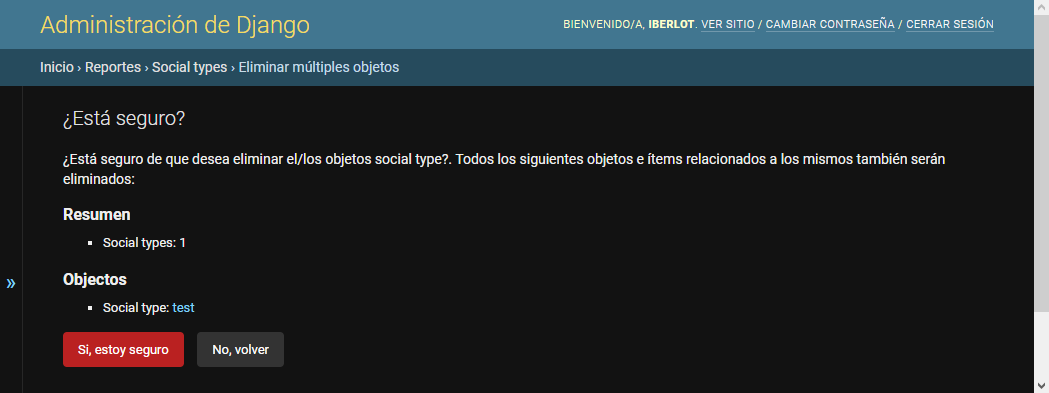 Administración de Django
BIENVENIDO/A, IBERLOT. VER SITIO / CAMBIAR CONTRASEÑA / CERRAR SESIÓN
Inicio › Reportes › Social types › Eliminar múltiples objetos
¿Está seguro?
¿Está seguro de que desea eliminar el/los objetos social type?. Todos los siguientes objetos e ítems relacionados a los mismos también serán
eliminados:
Resumen
Social types: 1
»
Objectos
Social type: test
Si, estoy seguro
No, volver